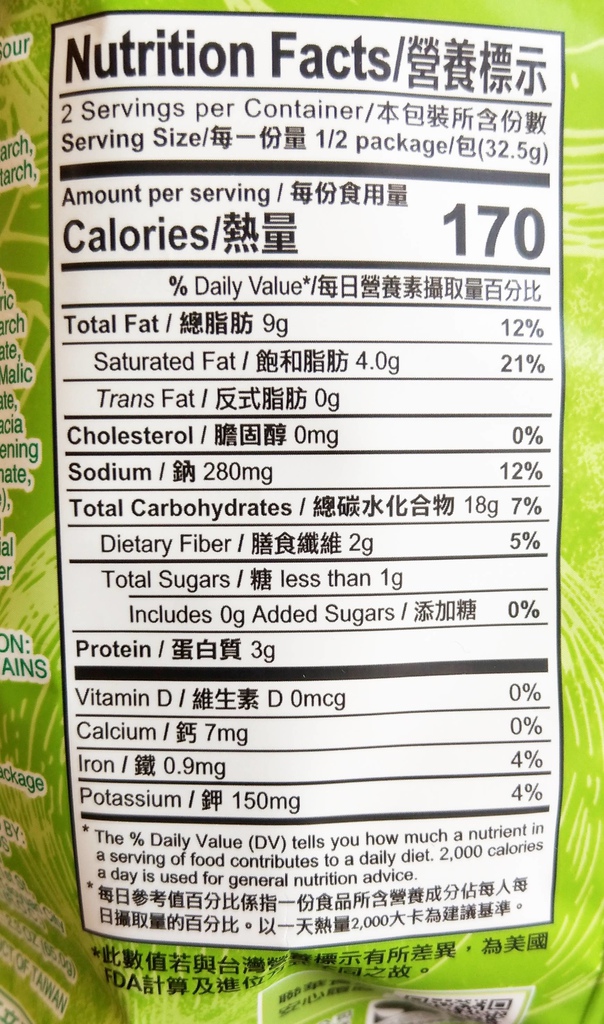 Nutrition Facts/營養標示
2 Servings per Container/本包裝所含份數
Serving Size/每一份量 1/2 package/包(32.5g)
Amount per serving / 每份食用量
Calories/熱量 170
% Daily Value*/每日營養素攝取量百分比
Total Fat / 總脂肪 9g 12%
Saturated Fat / 飽和脂肪 4.0g 21%
Trans Fat / 反式脂肪 0g
Cholesterol / 膽固醇 0mg 0%
Sodium / 鈉 280mg 12%
Total Carbohydrates / 總碳水化合物 18g 7%
Dietary Fiber / 膳食纖維 2g 5%
Total Sugars / 糖 less than 1g
Includes 0g Added Sugars / 添加糖 0%
Protein / 蛋白質 3g
Vitamin D / 維生素 D 0mcg 0%
Calcium / 鈣 7mg 0%
Iron / 鐵 0.9mg 4%
Potassium / 鉀 150mg 4%
* The % Daily Value (DV) tells you how much a nutrient in
a serving of food contributes to a daily diet. 2,000 calories
a day is used for general nutrition advice.
* 每日參考值百分比係指一份食品所含營養成分佔每人每
日攝取量的百分比。以一天熱量2,000大卡為建議基準。
*此數值若與台灣營養標示有所差異，為美國
FDA計算及進位 之故。
Sour
Malic
ON:
AINS
BY:
TAIWAN